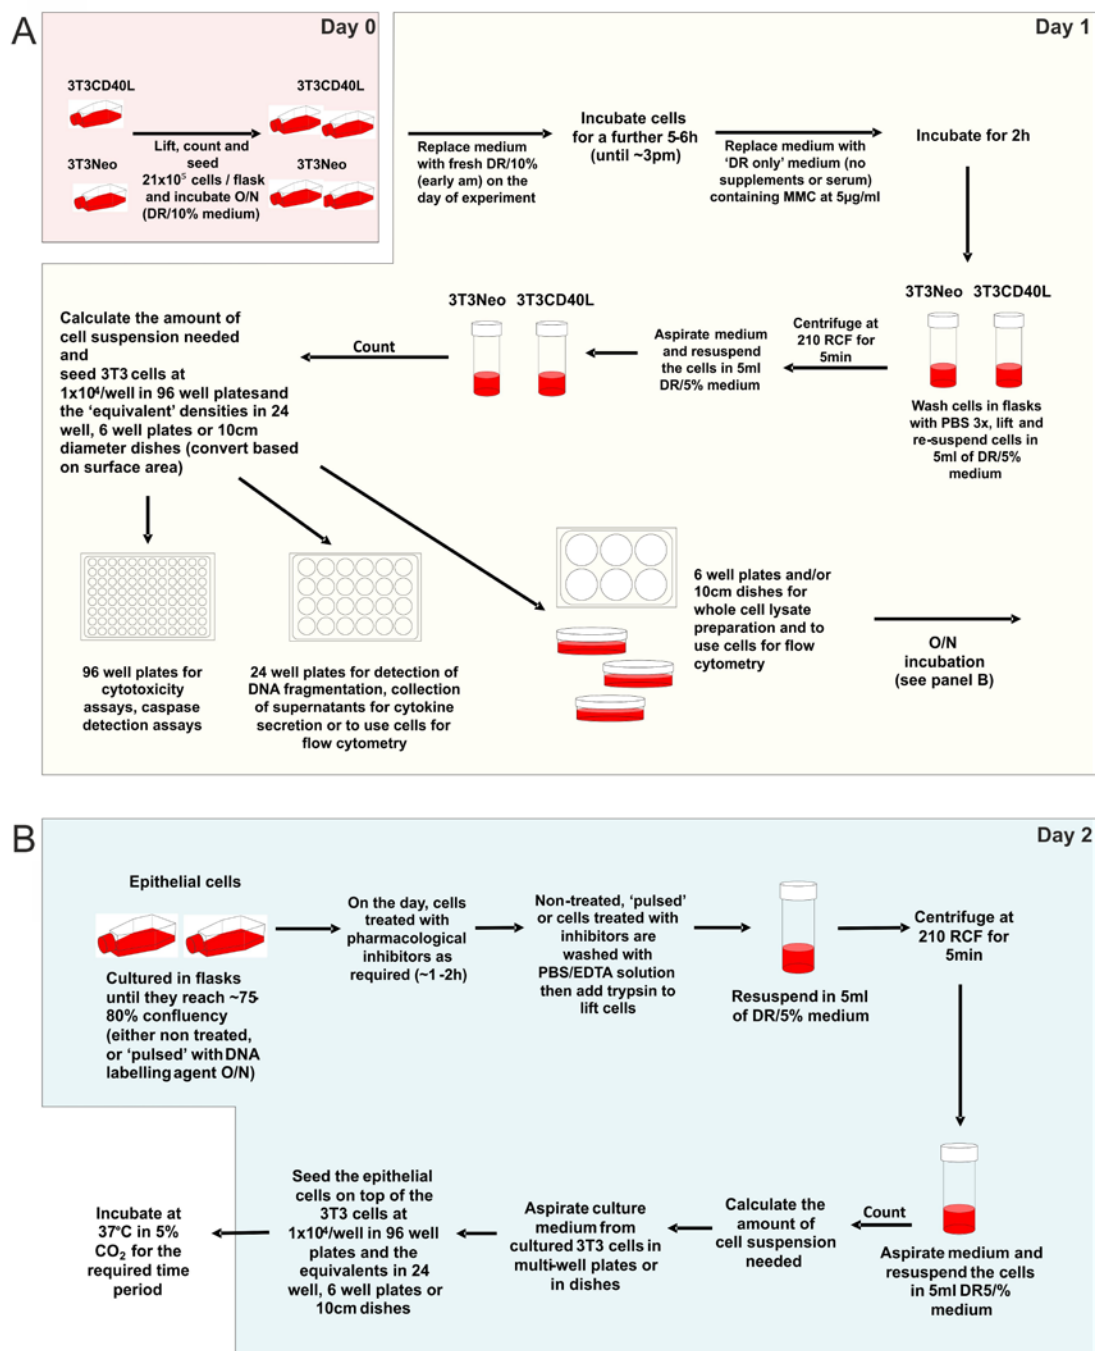 A
Day 0
3T3CD40L
3T3Neo
Lift, count and
seed
21x10⁵ cells / flask
and incubate O/N
(DR/10% medium)
3T3CD40L
3T3Neo
Day 1
Replace medium
with fresh DR/10%
(early am) on the
day of experiment
Incubate cells
for a further 5-6h
(until ~3pm)
Replace medium with
‘DR only’ medium (no
supplements or serum)
containing MMC at 5µg/ml
Incubate for 2h
3T3Neo 3T3CD40L
Wash cells in flasks
with PBS 3x, lift and
re-suspend cells in
5ml of DR/5%
medium
Centrifuge at
210 RCF for
5min
Aspirate medium
and resuspend
the cells in 5ml
DR/5% medium
3T3Neo 3T3CD40L
Count
Calculate the amount of
cell suspension needed
and
seed 3T3 cells at
1x10⁴/well in 96 well platesand
the ‘equivalent’ densities in 24
well, 6 well plates or 10cm
diameter dishes (convert based
on surface area)
96 well plates for
cytotoxicity
assays, caspase
detection assays
24 well plates for detection of
DNA fragmentation, collection
of supernatants for cytokine
secretion or to use cells for
flow cytometry
6 well plates and/or
10cm dishes for
whole cell lysate
preparation and to
use cells for flow
cytometry
O/N
incubation
(see panel B)
B
Day 2
Epithelial cells
Cultured in flasks
until they reach ~75-
80% confluency
(either non treated,
or ‘pulsed’ with DNA
labelling agent O/N)
On the day, cells
treated with
pharmacological
inhibitors as
required (~1 -2h)
Non-treated, ‘pulsed’
or cells treated with
inhibitors are
washed with
PBS/EDTA solution
then add trypsin to
lift cells
Resuspend in 5ml
of DR/5% medium
Centrifuge at
210 RCF for
5min
Aspirate medium and
resuspend the cells
in 5ml DR5/%
medium
Count
Calculate the
amount of
cell suspension
needed
Aspirate culture
medium from
cultured 3T3 cells in
multi-well plates or
in dishes
Seed the epithelial
cells on top of the
3T3 cells at
1x10⁴/well in 96 well
plates and the
equivalents in 24
well, 6 well plates or
10cm dishes
Incubate at
37°C in 5%
CO₂ for the
required time
period